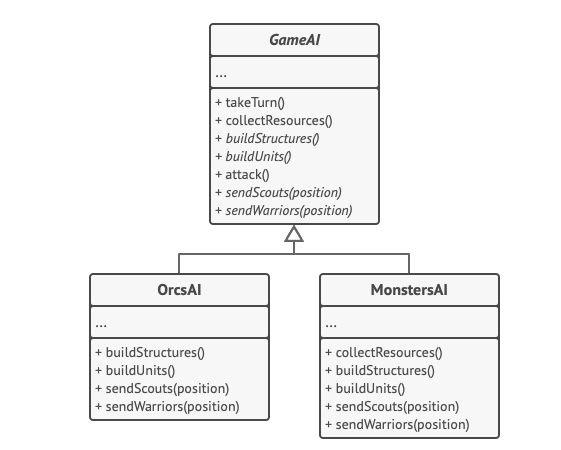 GameAI
...
+ takeTurn()
+ collectResources()
+ buildStructures()
+ buildUnits()
+ attack()
+ sendScouts(position)
+ sendWarriors(position)
OrcsAI
...
+ buildStructures()
+ buildUnits()
+ sendScouts(position)
+ sendWarriors(position)
MonstersAI
...
+ collectResources()
+ buildStructures()
+ buildUnits()
+ sendScouts(position)
+ sendWarriors(position)